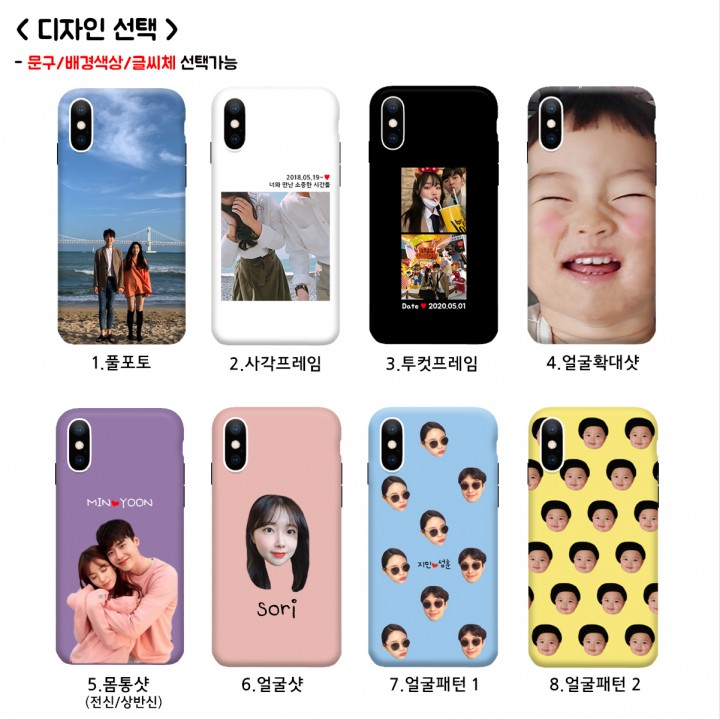 < 디자인 선택 >
- 문구/배경색상/글씨체 선택가능
2018.05.19~♥
너와 만난 소중한 시간들
Date ♥ 2020.05.01
1.풀포토
2.사각프레임
3.투컷프레임
4.얼굴확대샷
MIN♥YOON
sori
지민♥성훈
5.몸통샷
(전신/상반신)
6.얼굴샷
7.얼굴패턴 1
8.얼굴패턴 2